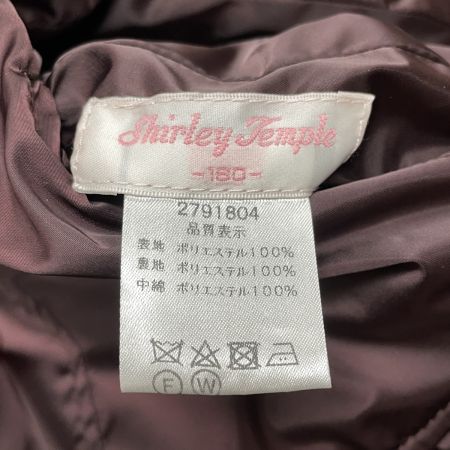 Shirley Temple
-160-
2791804
品質表示
表地 ポリエステル100%
裏地 ポリエステル100%
中綿 ポリエステル100%
F W